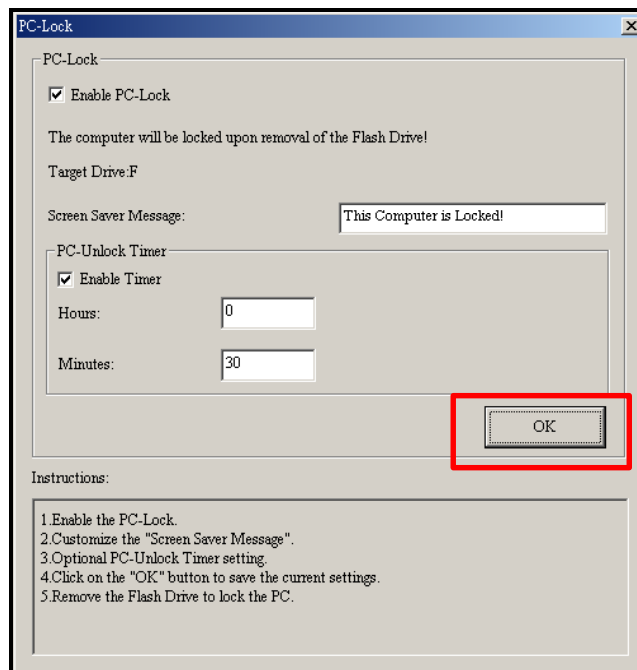 PC-Lock
PC-Lock
Enable PC-Lock
The computer will be locked upon removal of the Flash Drive!
Target Drive:F
Screen Saver Message: This Computer is Locked!
PC-Unlock Timer
Enable Timer
Hours: 0
Minutes: 30
OK
Instructions:
1.Enable the PC-Lock.
2.Customize the "Screen Saver Message".
3.Optional PC-Unlock Timer setting.
4.Click on the "OK" button to save the current settings.
5.Remove the Flash Drive to lock the PC.